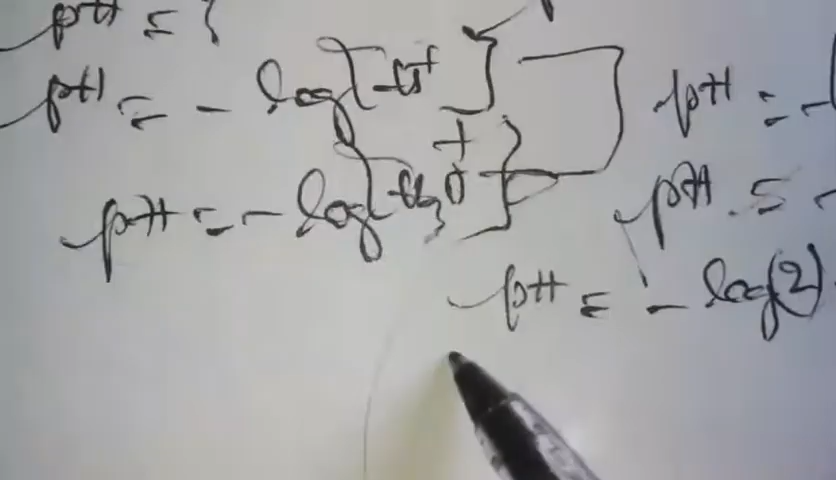 pH = ?
pH = - log[H+]
pH = -
pH = - log[H3O+]
pH = -
pH = - log(2)